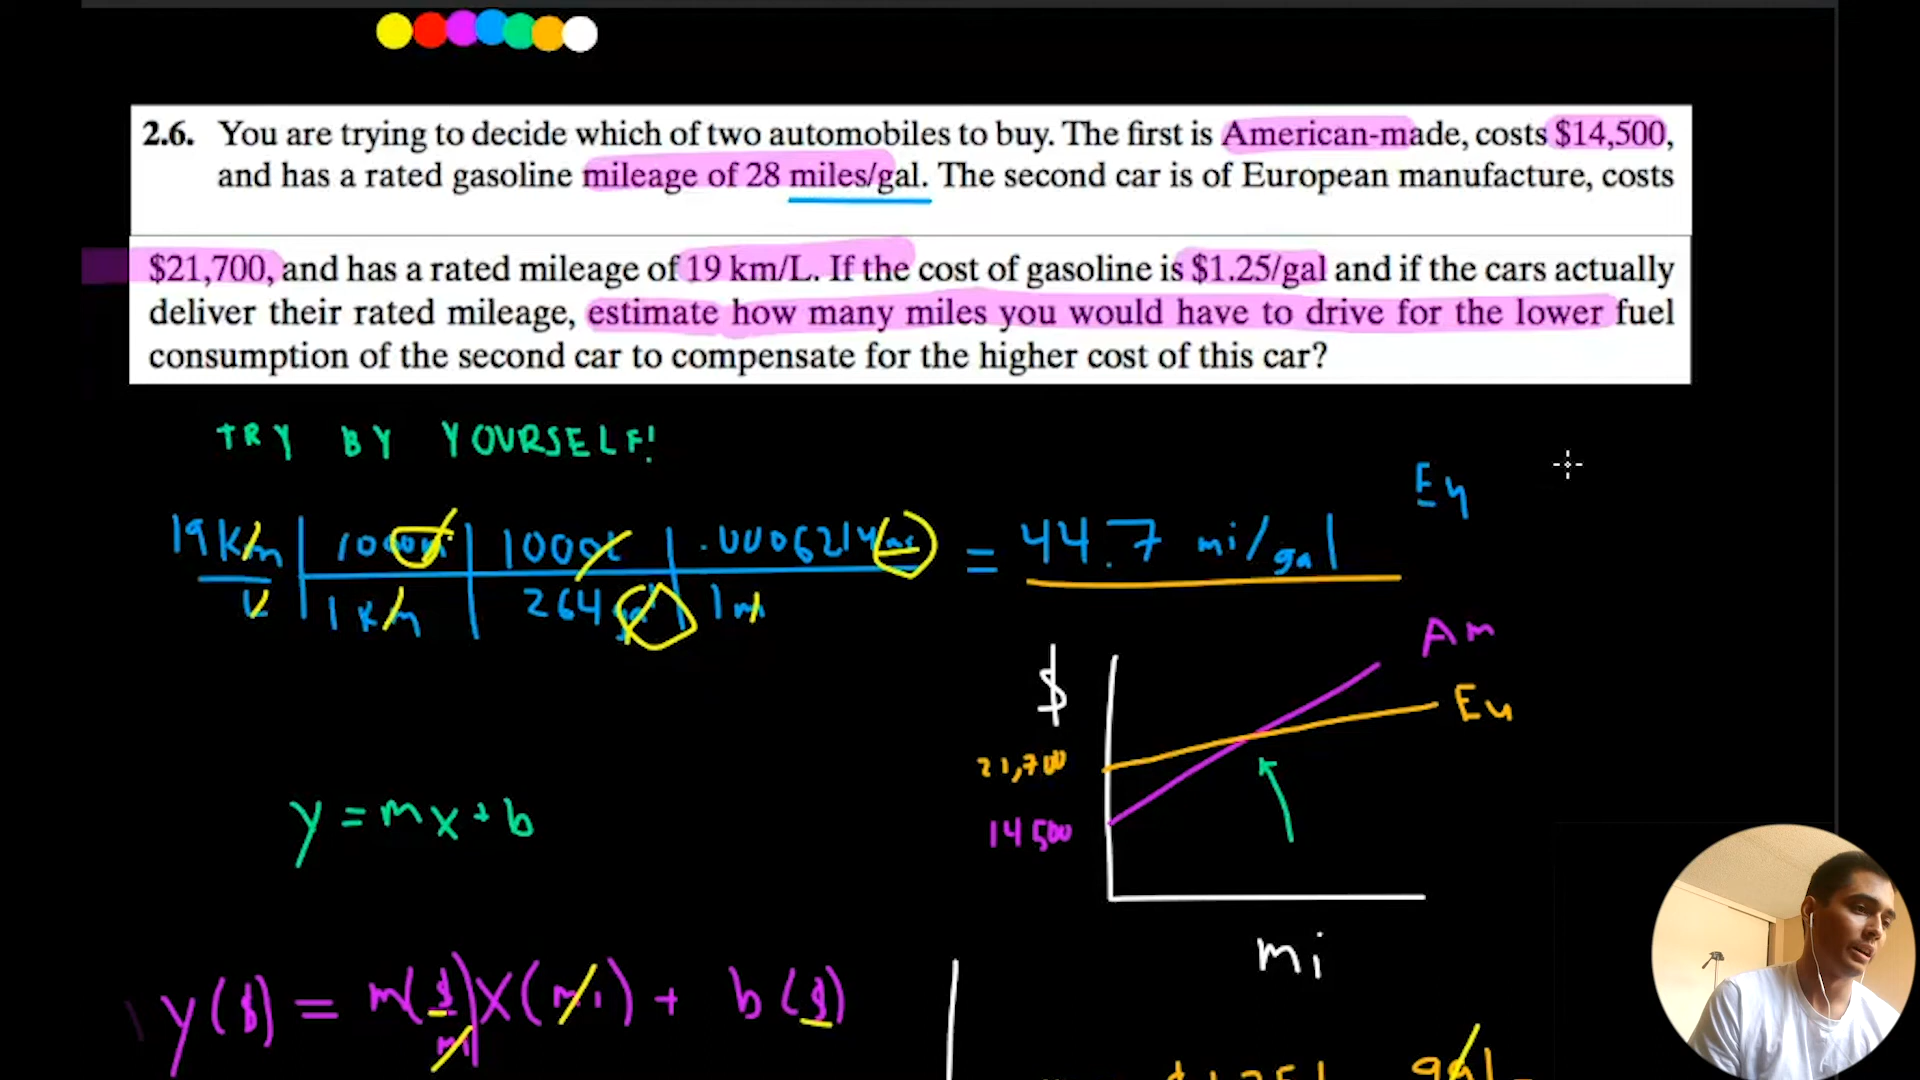 2.6. You are trying to decide which of two automobiles to buy. The first is American-made, costs $14,500,
and has a rated gasoline mileage of 28 miles/gal. The second car is of European manufacture, costs
$21,700, and has a rated mileage of 19 km/L. If the cost of gasoline is $1.25/gal and if the cars actually
deliver their rated mileage, estimate how many miles you would have to drive for the lower fuel
consumption of the second car to compensate for the higher cost of this car?
TRY BY YOURSELF!
Eu
19 Km | 1000m | 1000L | .0006214 mi = 44.7 mi/gal
L | 1 Km | 264 gal | 1 m
Am
$
Eu
21,700
14500
y = mx + b
mi
y($) = m($/mi) X(mi) + b($)
$1.25 | gal